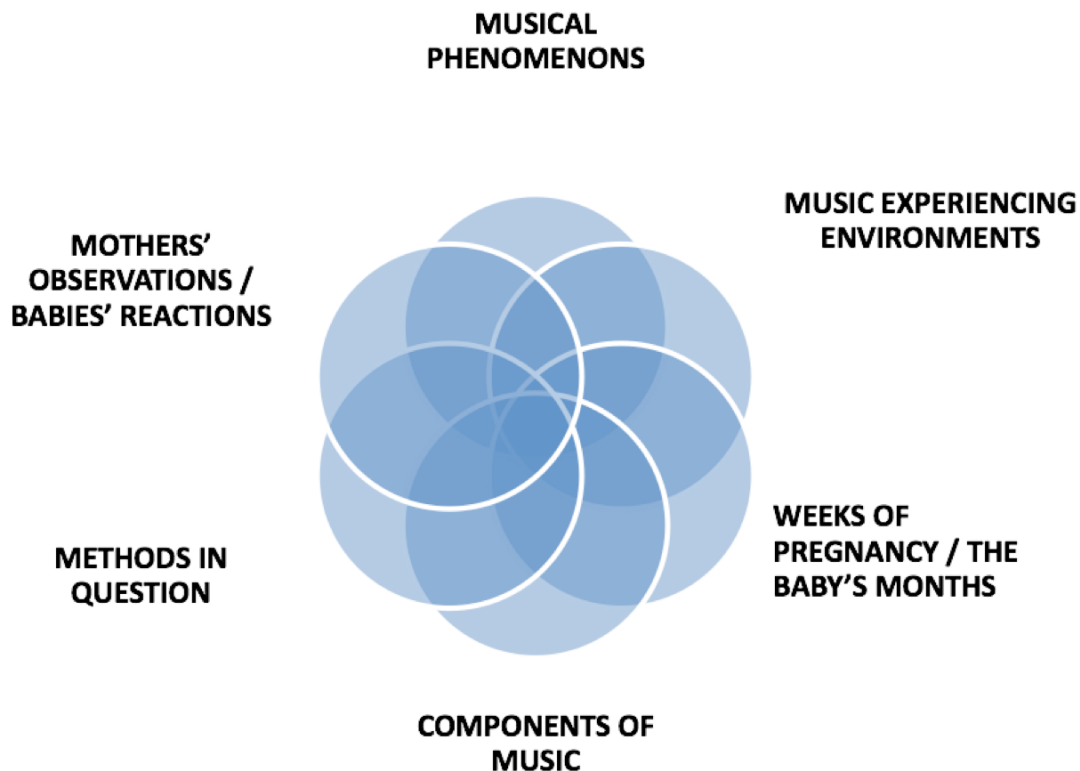 MUSICAL
PHENOMENONS
MUSIC EXPERIENCING
ENVIRONMENTS
MOTHERS’
OBSERVATIONS /
BABIES’ REACTIONS
WEEKS OF
PREGNANCY / THE
BABY’S MONTHS
METHODS IN
QUESTION
COMPONENTS OF
MUSIC